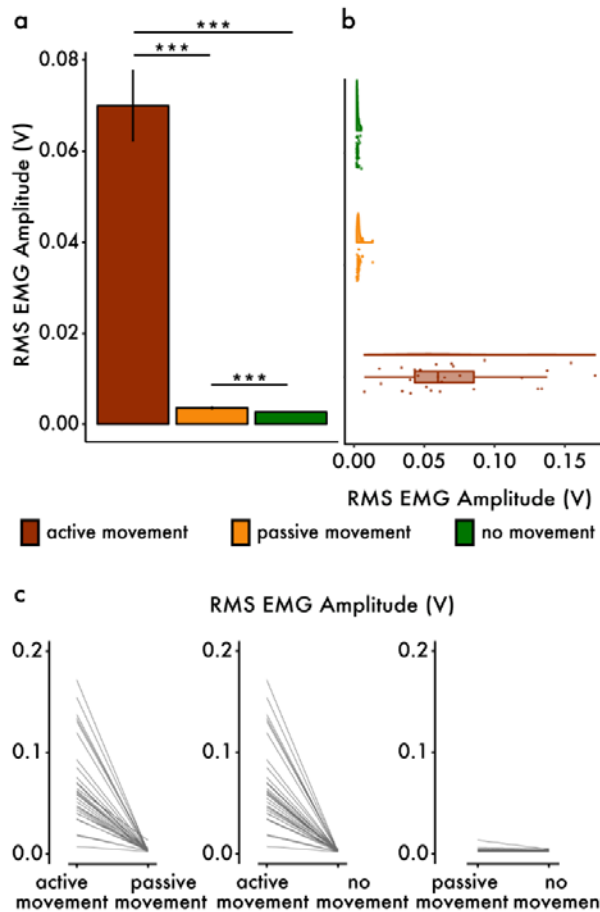 a
b
***
***
0.08
0.06
0.04
0.02
0.00
RMS EMG Amplitude (V)
***
0.00 0.05 0.10 0.15
RMS EMG Amplitude (V)
active movement passive movement no movement
c
RMS EMG Amplitude (V)
0.2 0.2 0.2
0.1 0.1 0.1
0.0 0.0 0.0
active passive active no passive no
movement movement movement movement movement movemen